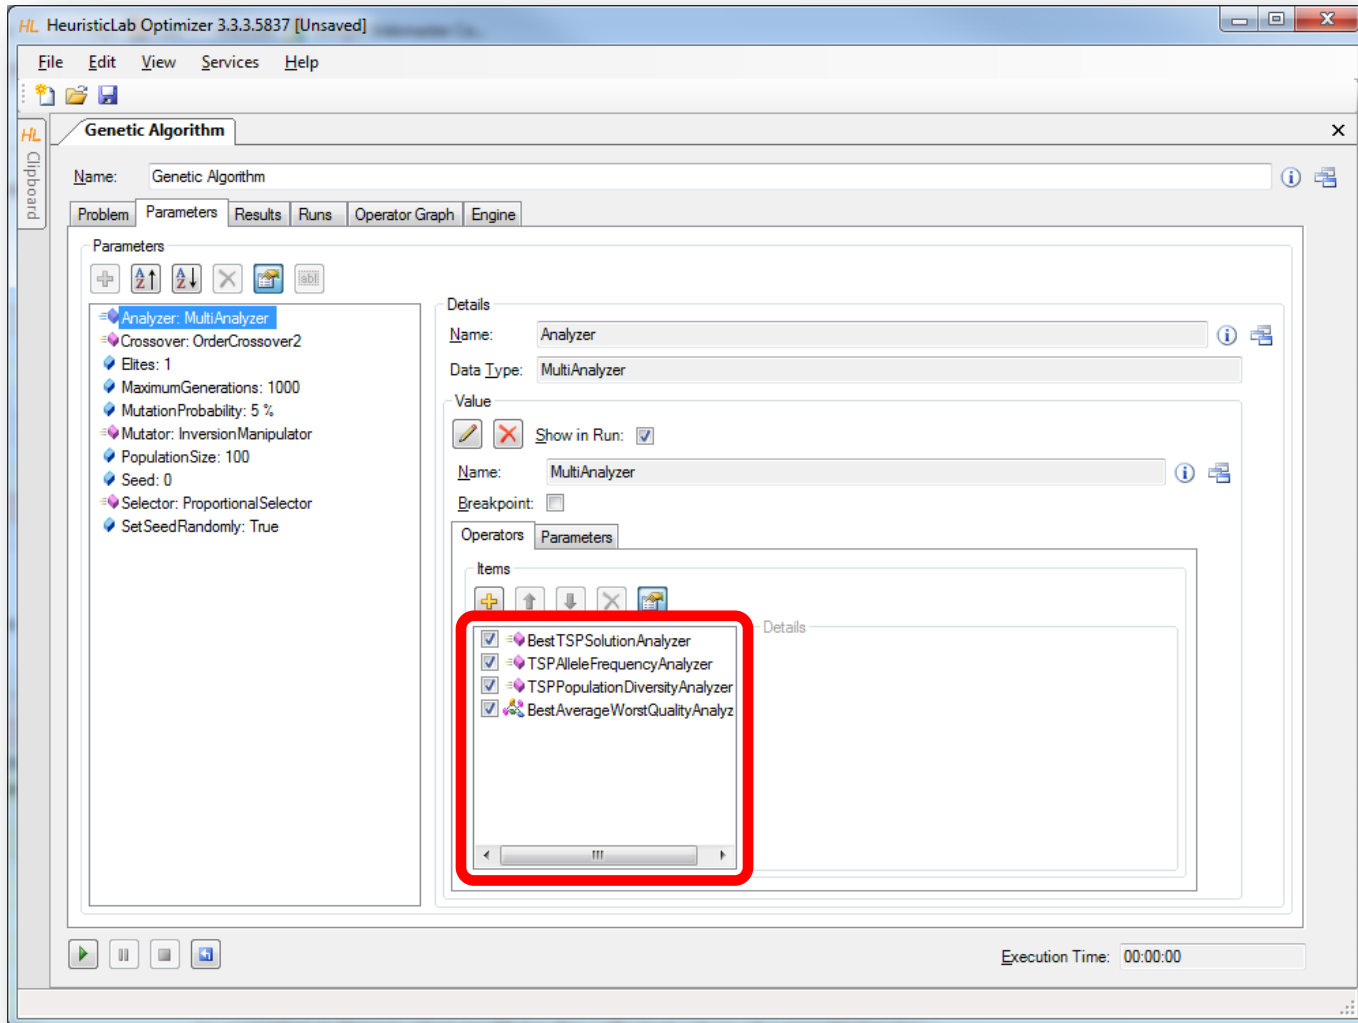 HL HeuristicLab Optimizer 3.3.3.5837 [Unsaved]
File Edit View Services Help
HL Clipboard
Genetic Algorithm
Name: Genetic Algorithm
Problem Parameters Results Runs Operator Graph Engine
Parameters
Analyzer: MultiAnalyzer
Crossover: OrderCrossover2
Elites: 1
MaximumGenerations: 1000
MutationProbability: 5 %
Mutator: InversionManipulator
PopulationSize: 100
Seed: 0
Selector: ProportionalSelector
SetSeedRandomly: True
Details
Name: Analyzer
Data Type: MultiAnalyzer
Value
Show in Run:
Name: MultiAnalyzer
Breakpoint:
Operators Parameters
Items
BestTSPSolutionAnalyzer
TSPAlleleFrequencyAnalyzer
TSPPopulationDiversityAnalyzer
BestAverageWorstQualityAnalyz
Details
Execution Time: 00:00:00